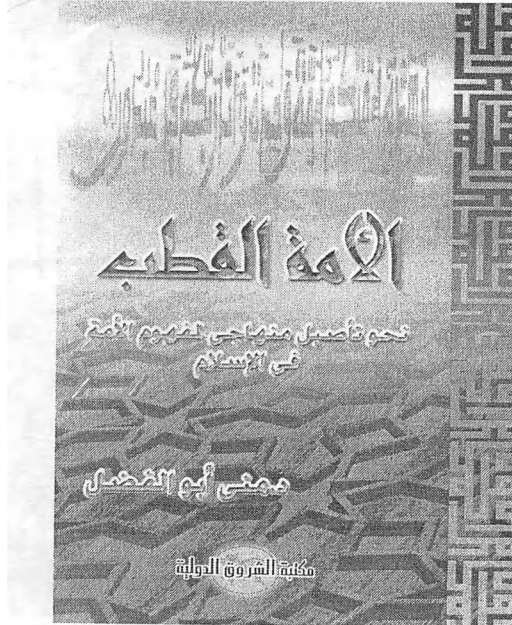 الأمة القطب
نحو تأصيل منهاجي لمفهوم الأمة
في الإسلام
د. منى أبو الفضل
مكتبة الشروق الدولية